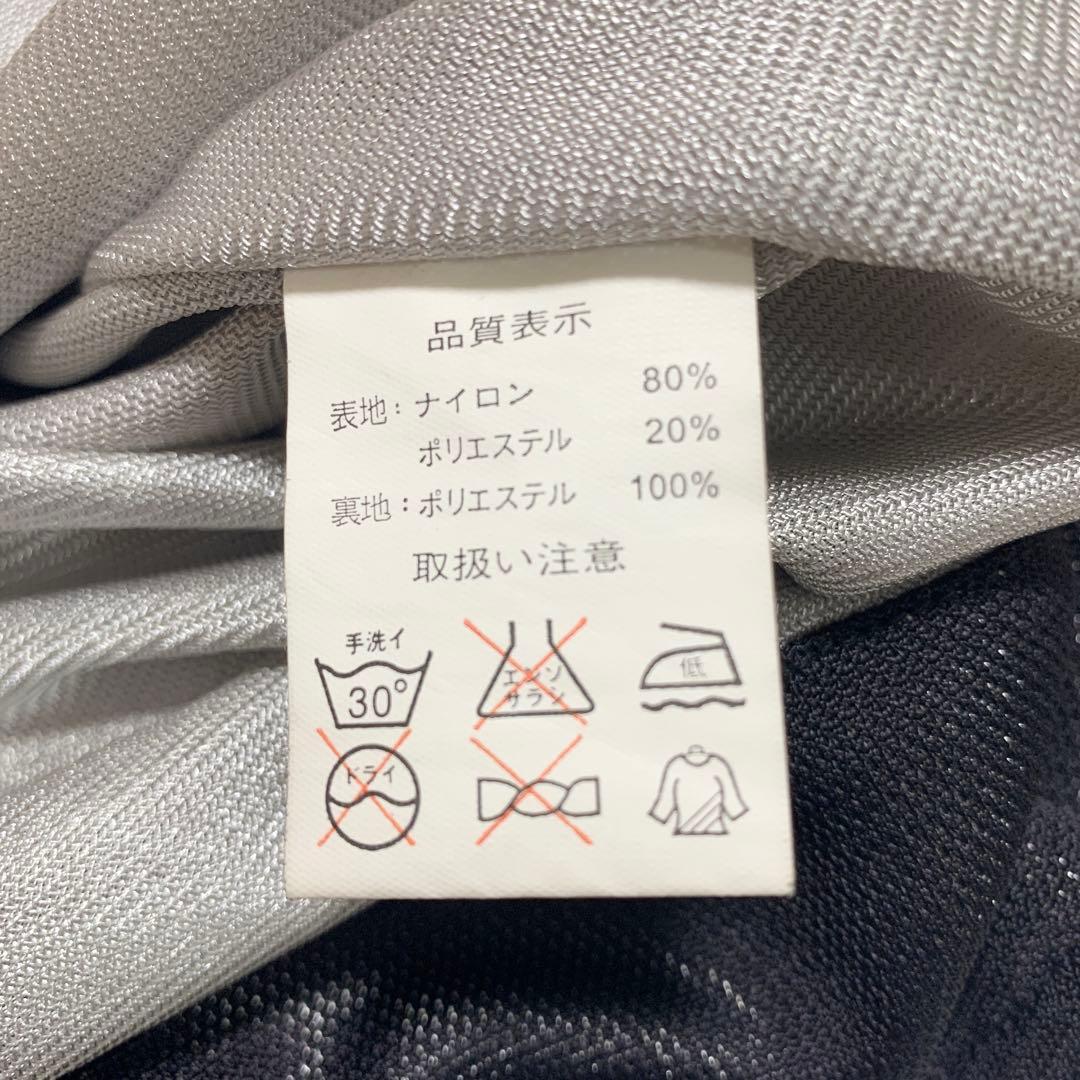 品質表示
表地：ナイロン 80%
ポリエステル 20%
裏地：ポリエステル 100%
取扱い注意
手洗イ
30°
エンソ
サラシ
低
ドライ